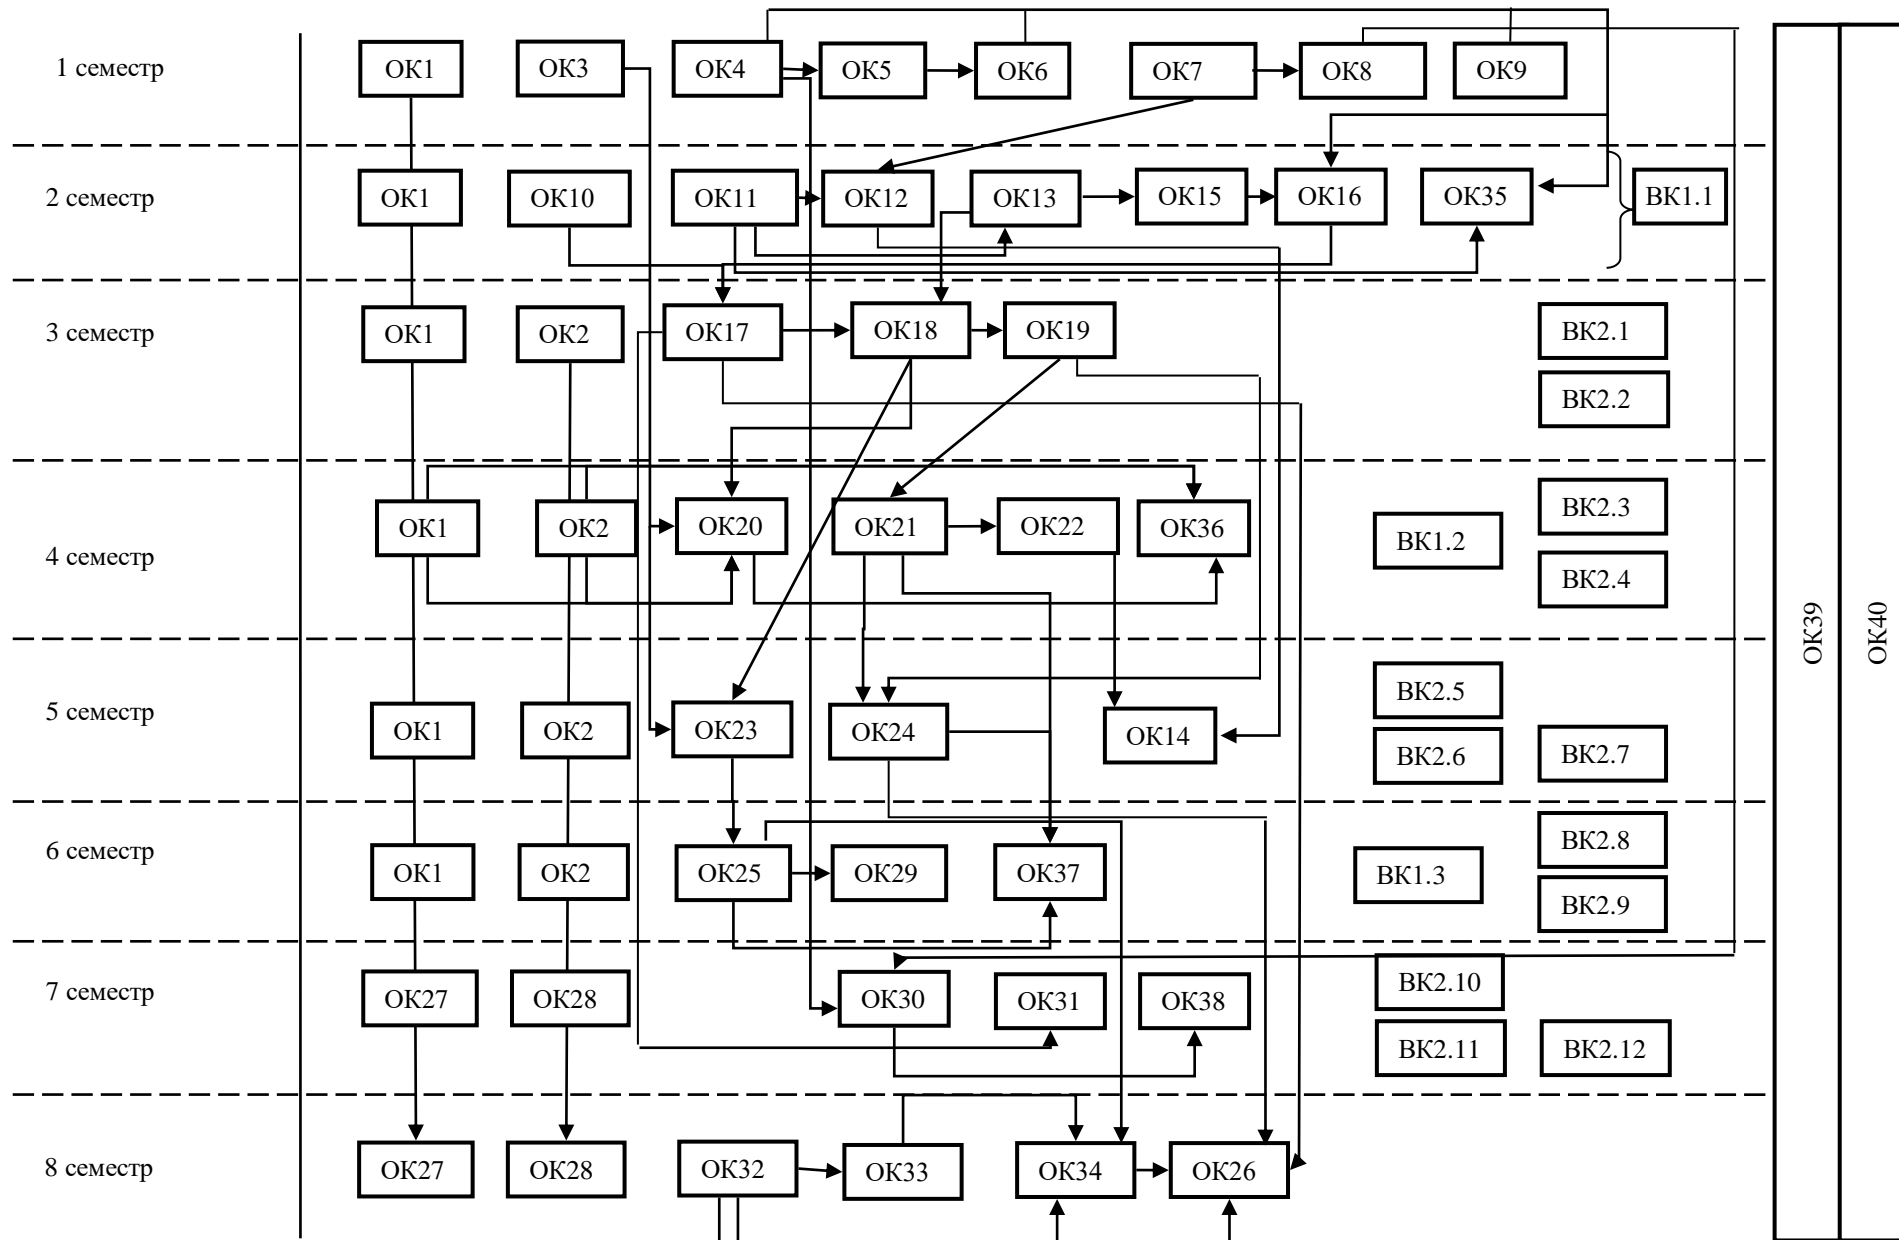 1 семестр ОК1 ОК3 ОК4 ОК5 ОК6 ОК7 ОК8 ОК9
2 семестр ОК1 ОК10 ОК11 ОК12 ОК13 ОК15 ОК16 ОК35 ВК1.1
3 семестр ОК1 ОК2 ОК17 ОК18 ОК19 ВК2.1
ВК2.2
ВК2.3
4 семестр ОК1 ОК2 ОК20 ОК21 ОК22 ОК36 ВК1.2
ВК2.4
ОК39
ОК40
ВК2.5
5 семестр ОК1 ОК2 ОК23 ОК24 ОК14
ВК2.6 ВК2.7
ВК2.8
6 семестр ОК1 ОК2 ОК25 ОК29 ОК37 ВК1.3
ВК2.9
7 семестр ОК27 ОК28 ОК30 ОК31 ОК38 ВК2.10
ВК2.11 ВК2.12
8 семестр ОК27 ОК28 ОК32 ОК33 ОК34 ОК26